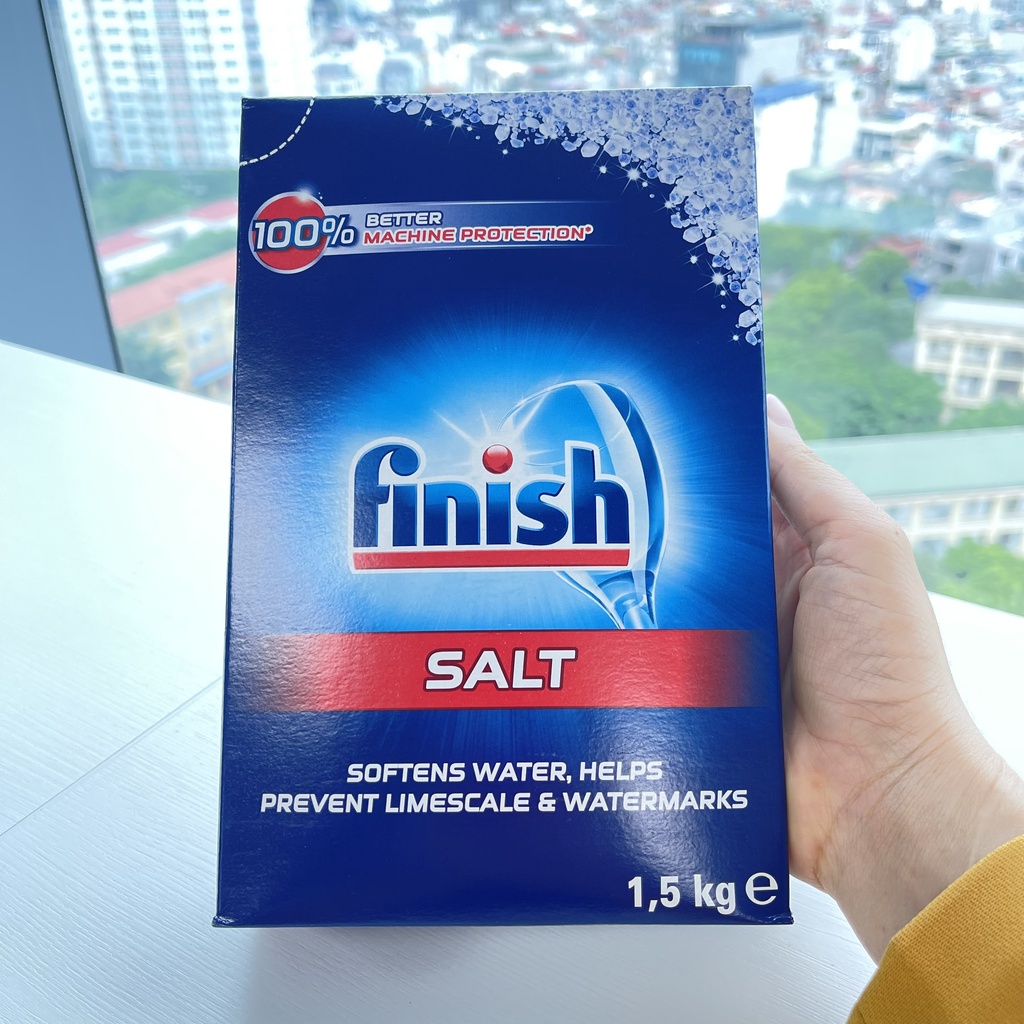 100% BETTER
MACHINE PROTECTION*
finish
SALT
SOFTENS WATER, HELPS
PREVENT LIMESCALE & WATERMARKS
1,5 kg ℮